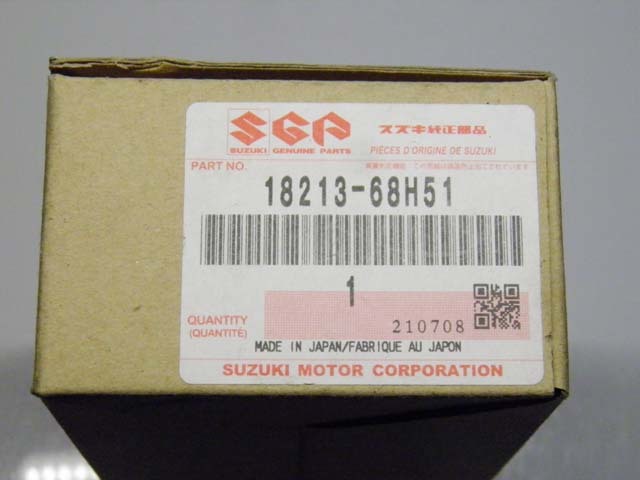 SGP スズキ純正部品
SUZUKI GENUINE PARTS
PIÈCES D'ORIGINE DE SUZUKI
PART NO.
18213-68H51
1
QUANTITY
(QUANTITÉ)
210708
MADE IN JAPAN/FABRIQUE AU JAPON
SUZUKI MOTOR CORPORATION